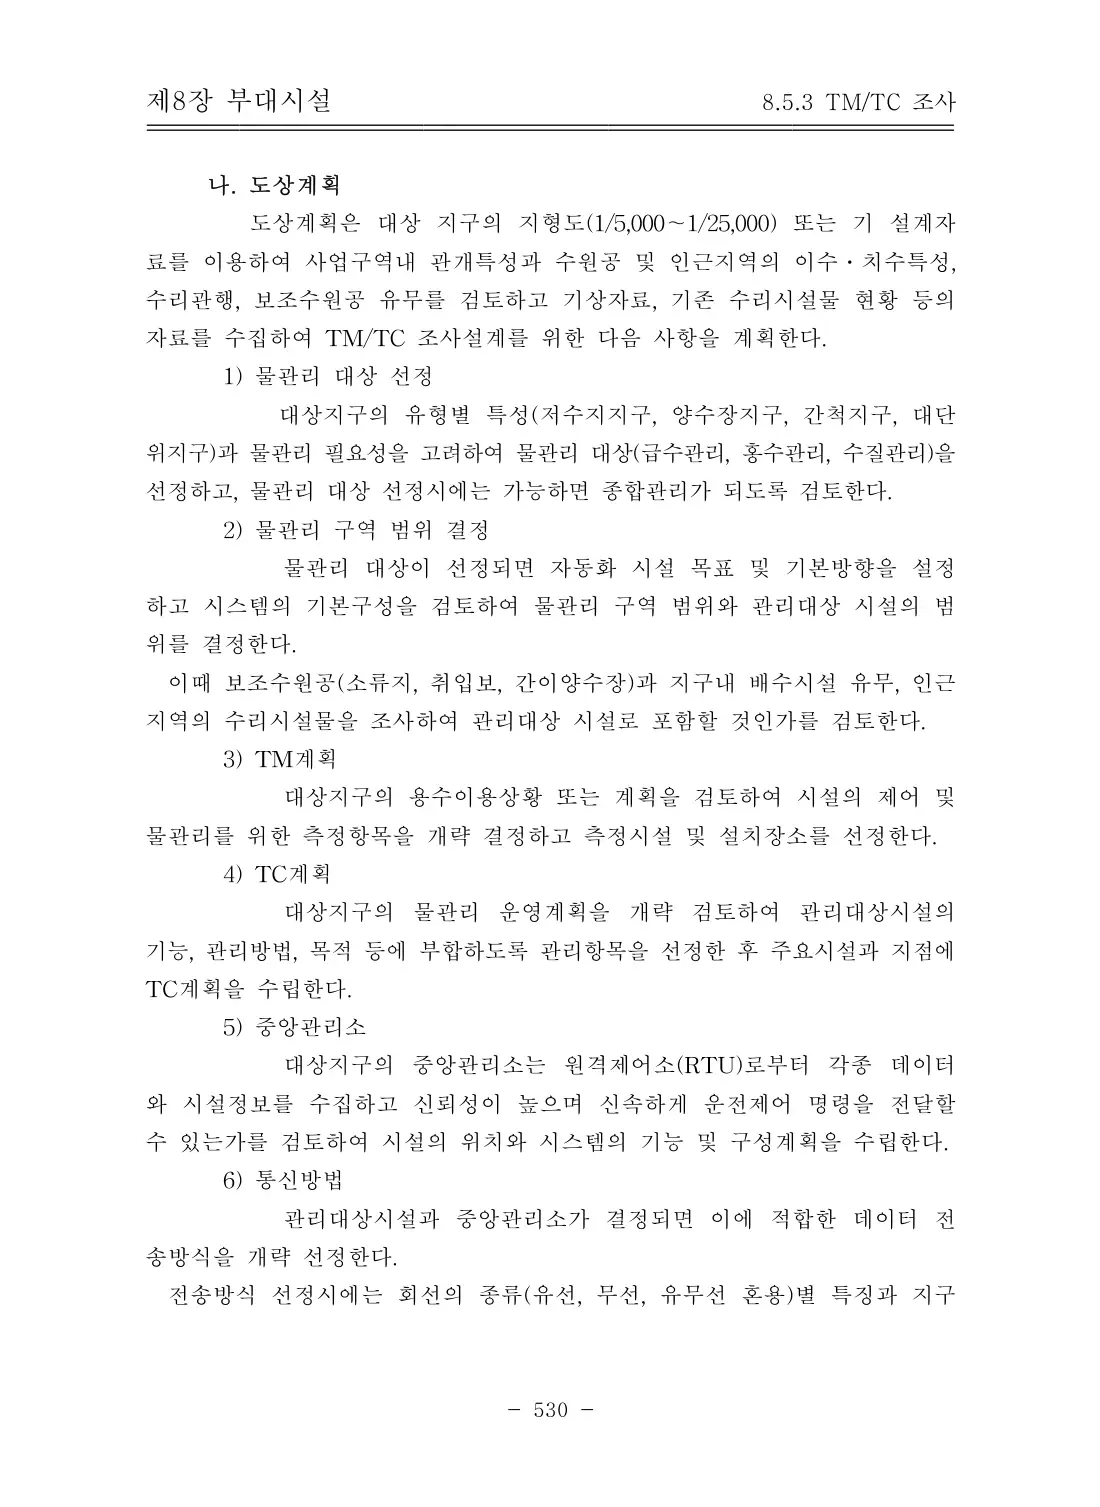 제8장 부대시설 8.5.3 TM/TC 조사
나. 도상계획
도상계획은 대상 지구의 지형도(1/5,000～1/25,000) 또는 기 설계자
료를 이용하여 사업구역내 관개특성과 수원공 및 인근지역의 이수·치수특성,
수리관행, 보조수원공 유무를 검토하고 기상자료, 기존 수리시설물 현황 등의
자료를 수집하여 TM/TC 조사설계를 위한 다음 사항을 계획한다.
1) 물관리 대상 선정
대상지구의 유형별 특성(저수지지구, 양수장지구, 간척지구, 대단
위지구)과 물관리 필요성을 고려하여 물관리 대상(급수관리, 홍수관리, 수질관리)을
선정하고, 물관리 대상 선정시에는 가능하면 종합관리가 되도록 검토한다.
2) 물관리 구역 범위 결정
물관리 대상이 선정되면 자동화 시설 목표 및 기본방향을 설정
하고 시스템의 기본구성을 검토하여 물관리 구역 범위와 관리대상 시설의 범
위를 결정한다.
이때 보조수원공(소류지, 취입보, 간이양수장)과 지구내 배수시설 유무, 인근
지역의 수리시설물을 조사하여 관리대상 시설로 포함할 것인가를 검토한다.
3) TM계획
대상지구의 용수이용상황 또는 계획을 검토하여 시설의 제어 및
물관리를 위한 측정항목을 개략 결정하고 측정시설 및 설치장소를 선정한다.
4) TC계획
대상지구의 물관리 운영계획을 개략 검토하여 관리대상시설의
기능, 관리방법, 목적 등에 부합하도록 관리항목을 선정한 후 주요시설과 지점에
TC계획을 수립한다.
5) 중앙관리소
대상지구의 중앙관리소는 원격제어소(RTU)로부터 각종 데이터
와 시설정보를 수집하고 신뢰성이 높으며 신속하게 운전제어 명령을 전달할
수 있는가를 검토하여 시설의 위치와 시스템의 기능 및 구성계획을 수립한다.
6) 통신방법
관리대상시설과 중앙관리소가 결정되면 이에 적합한 데이터 전
송방식을 개략 선정한다.
전송방식 선정시에는 회선의 종류(유선, 무선, 유무선 혼용)별 특징과 지구
- 530 -